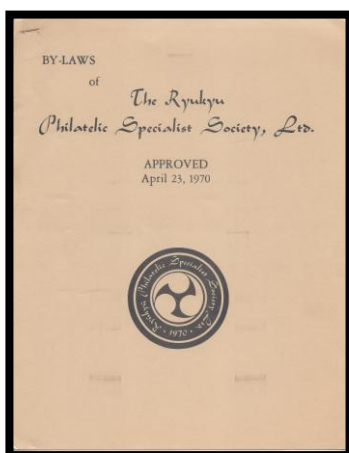 BY-LAWS
of
The Ryukyu
Philatelic Specialist Society, Ltd.
APPROVED
April 23, 1970
Ryukyu Philatelic Specialist Society Ltd.
• 1970 •